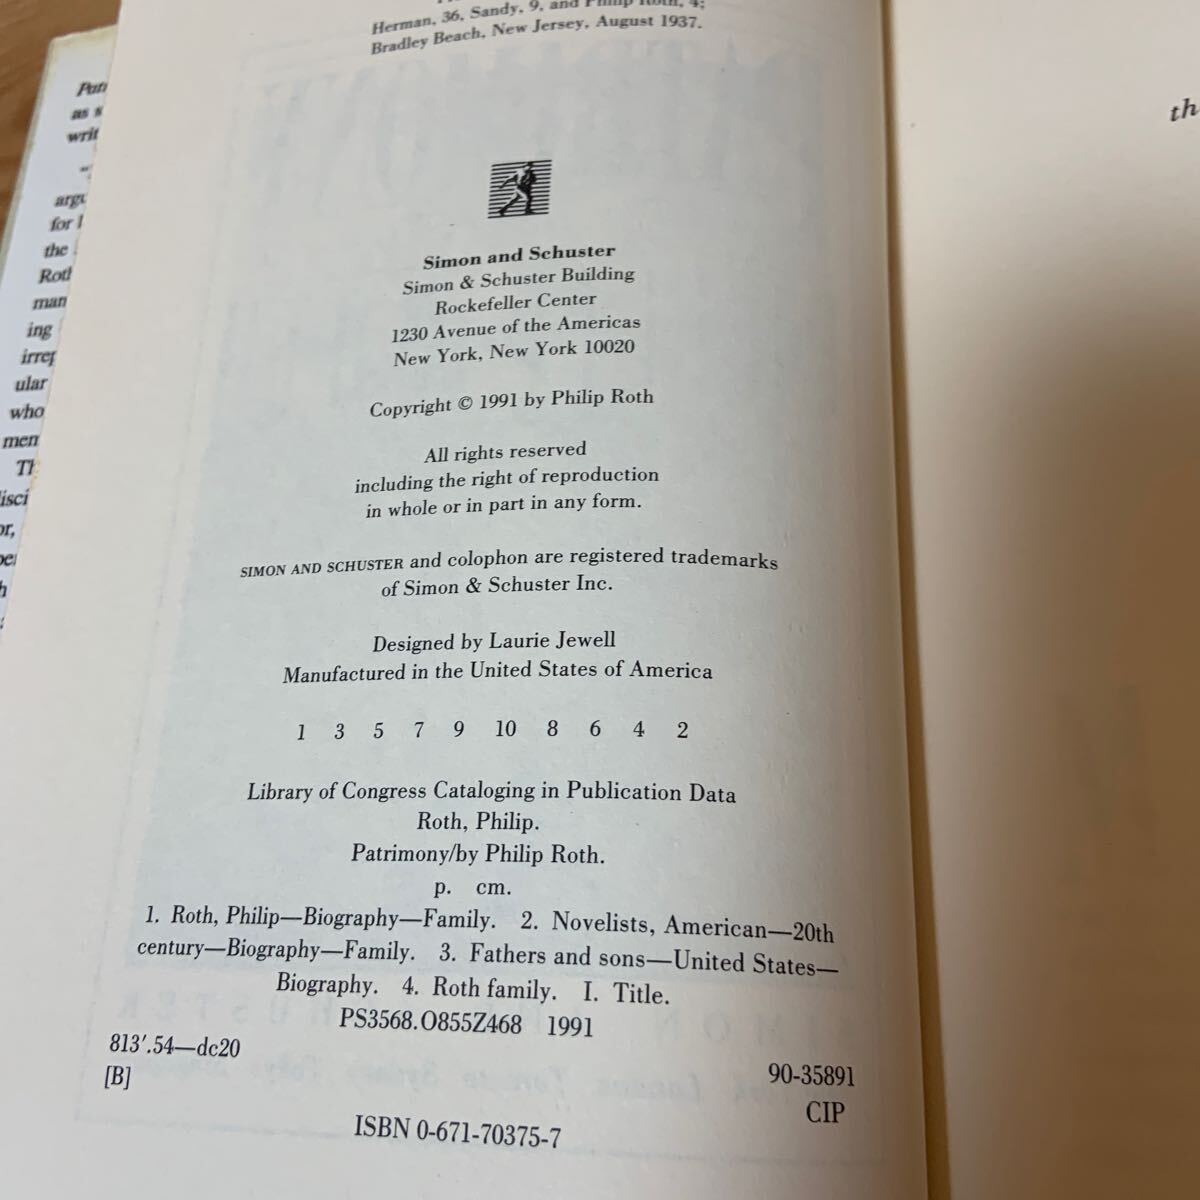 as
writ
for
the
man
ing
ular
who
men
Herman, 36, Sandy, 9, and Philip Roth, 4;
Bradley Beach, New Jersey, August 1937.
Simon and Schuster
Simon & Schuster Building
Rockefeller Center
1230 Avenue of the Americas
New York, New York 10020
Copyright © 1991 by Philip Roth
All rights reserved
including the right of reproduction
in whole or in part in any form.
SIMON AND SCHUSTER and colophon are registered trademarks
of Simon & Schuster Inc.
Designed by Laurie Jewell
Manufactured in the United States of America
1 3 5 7 9 10 8 6 4 2
Library of Congress Cataloging in Publication Data
Roth, Philip.
Patrimony/by Philip Roth.
p. cm.
1. Roth, Philip—Biography—Family. 2. Novelists, American—20th
century—Biography—Family. 3. Fathers and sons—United States—
Biography. 4. Roth family. I. Title.
PS3568.O855Z468 1991
813'.54—dc20
[B]
90-35891
CIP
ISBN 0-671-70375-7
th